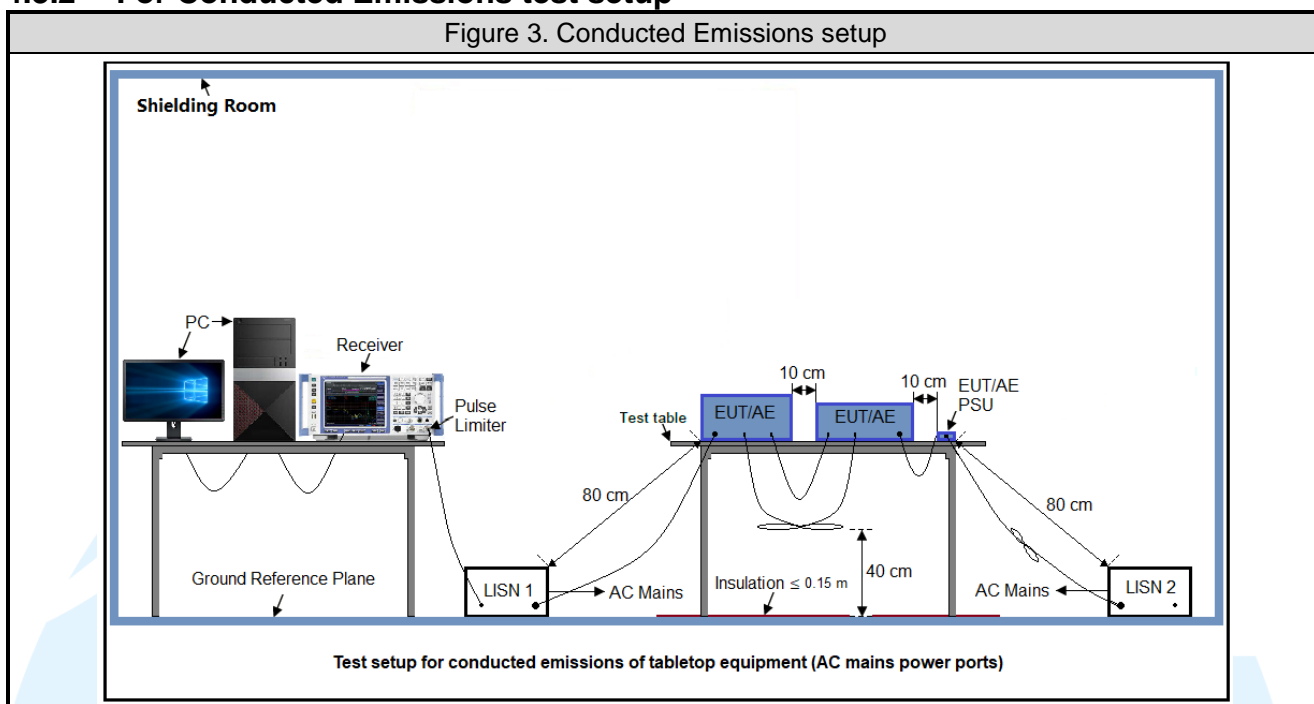 Figure 3. Conducted Emissions setup
Shielding Room
PC
Receiver
Pulse
Limiter
10 cm
10 cm
EUT/AE
PSU
Test table
EUT/AE
EUT/AE
80 cm
80 cm
40 cm
Ground Reference Plane
LISN 1
AC Mains
Insulation ≤ 0.15 m
AC Mains
LISN 2
Test setup for conducted emissions of tabletop equipment (AC mains power ports)